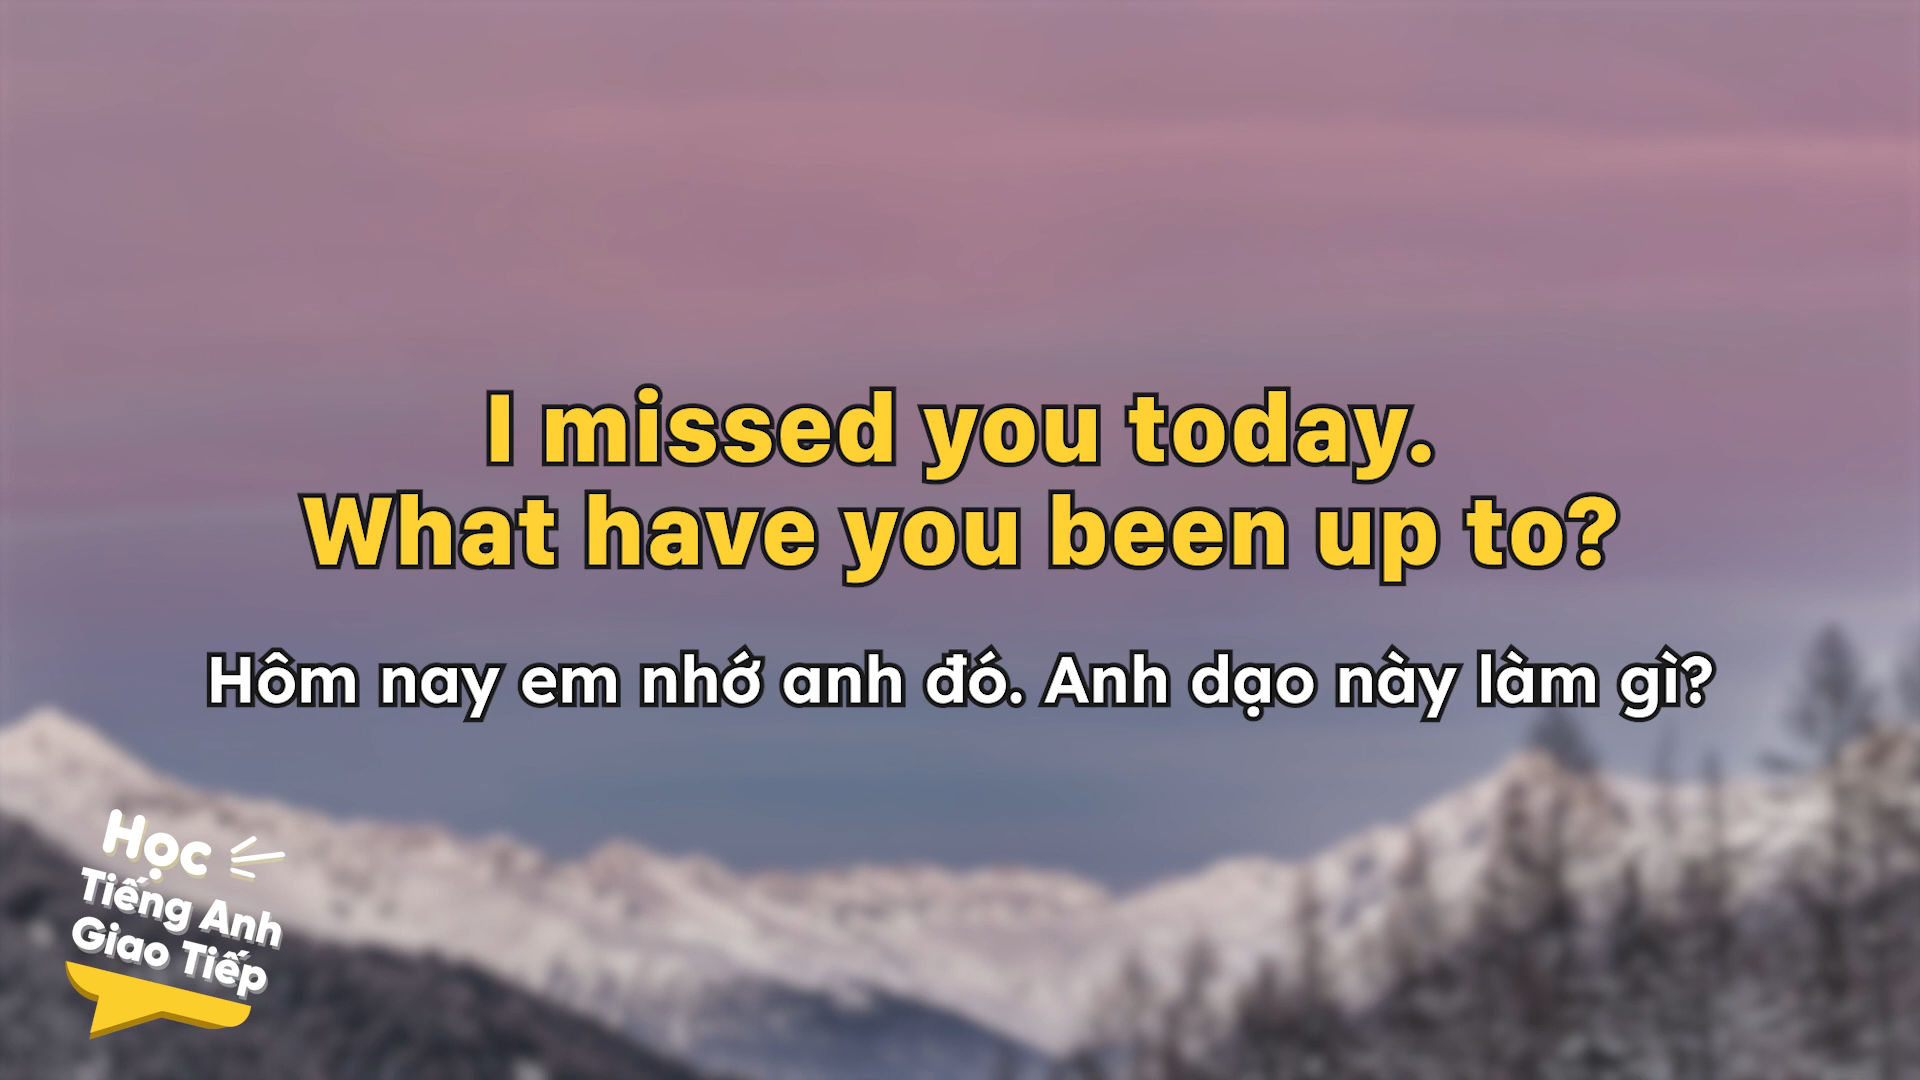 I missed you today.
What have you been up to?
Hôm nay em nhớ anh đó. Anh dạo này làm gì?
Học
Tiếng Anh
Giao Tiếp